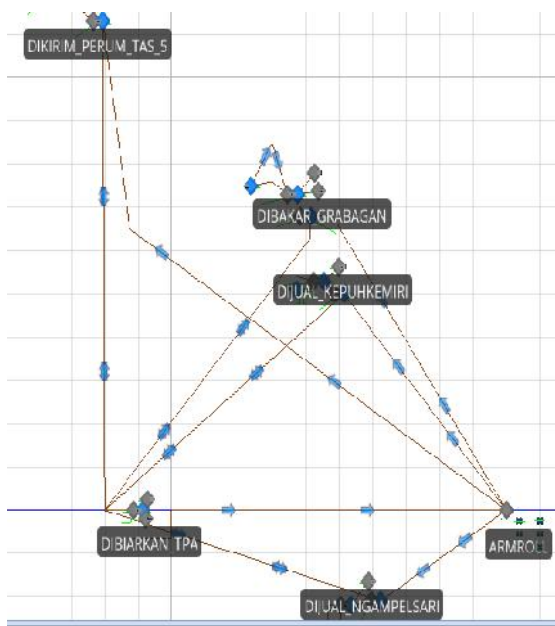 DIKIRIM_PERUM_TAS_5
DIBAKAR_GRABAGAN
DIJUAL_KEPUHKEMIRI
DIBIARKAN_TPA
ARMROLL
DIJUAL_NGAMPELSARI